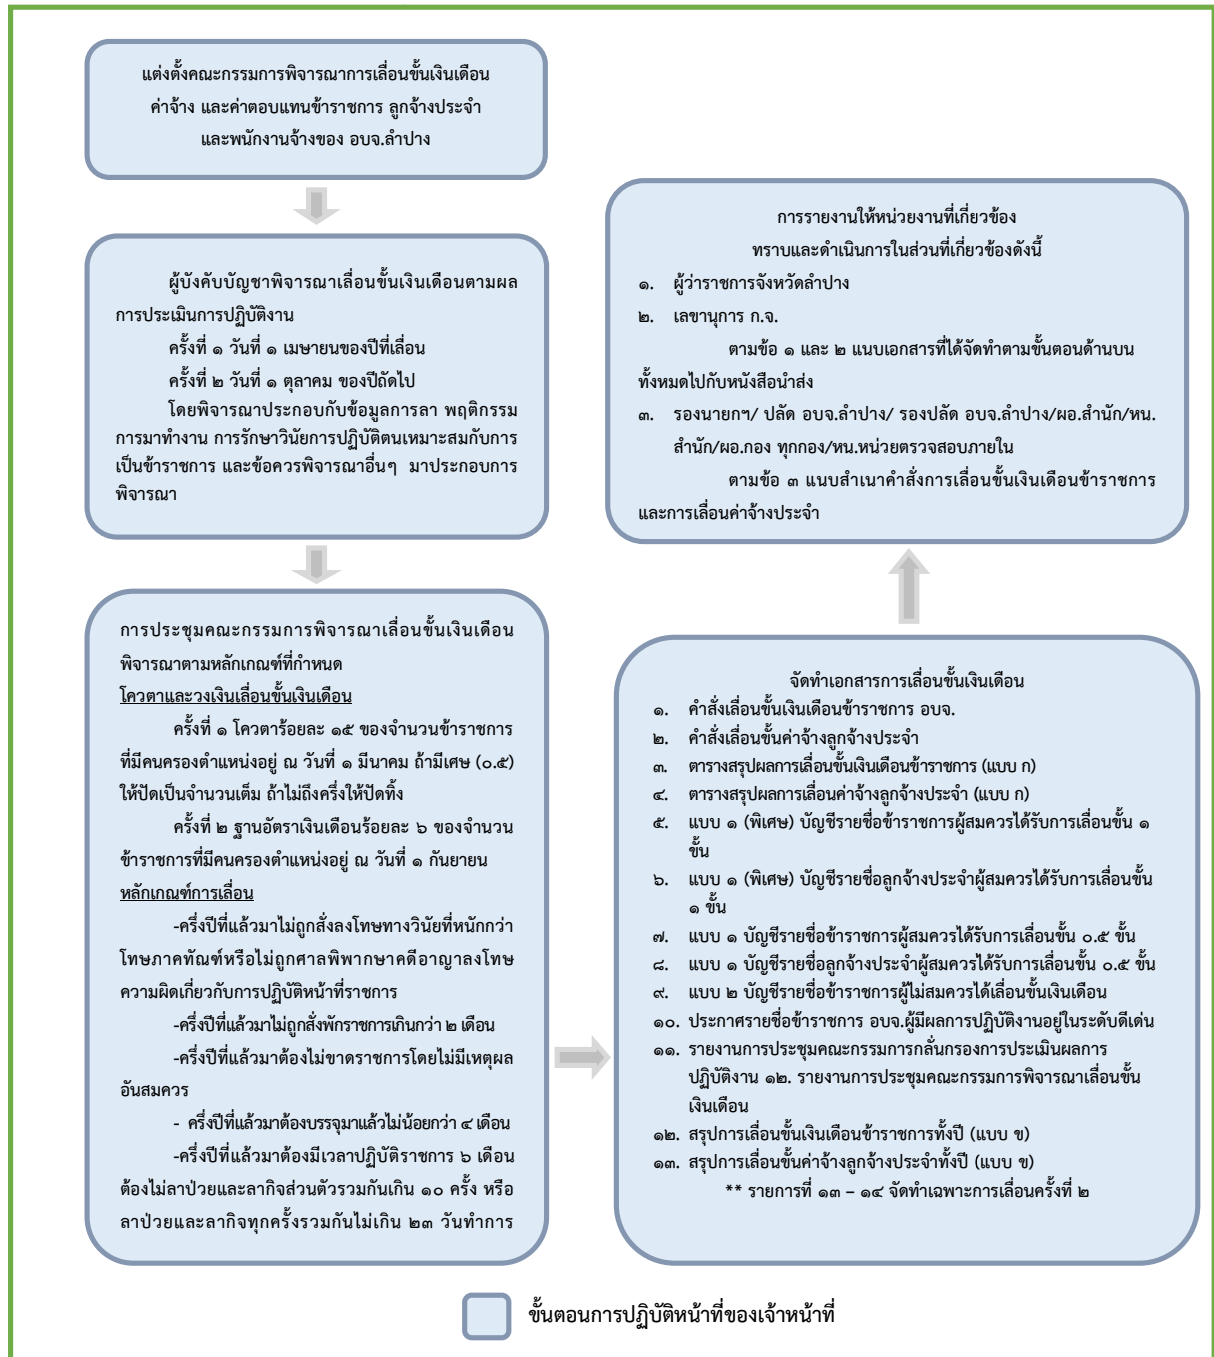 แต่งตั้งคณะกรรมการพิจารณาการเลื่อนขั้นเงินเดือน
ค่าจ้าง และค่าตอบแทนข้าราชการ ลูกจ้างประจำ
และพนักงานจ้างของ อบจ.ลำปาง
ผู้บังคับบัญชาพิจารณาเลื่อนขั้นเงินเดือนตามผล
การประเมินการปฏิบัติงาน
ครั้งที่ ๑ วันที่ ๑ เมษายนของปีที่เลื่อน
ครั้งที่ ๒ วันที่ ๑ ตุลาคม ของปีถัดไป
โดยพิจารณาประกอบกับข้อมูลการลา พฤติกรรม
การมาทำงาน การรักษาวินัยการปฏิบัติตนเหมาะสมกับการ
เป็นข้าราชการ และข้อควรพิจารณาอื่นๆ มาประกอบการ
พิจารณา
การประชุมคณะกรรมการพิจารณาเลื่อนขั้นเงินเดือน
พิจารณาตามหลักเกณฑ์ที่กำหนด
โควตาและวงเงินเลื่อนขั้นเงินเดือน
ครั้งที่ ๑ โควตาร้อยละ ๑๕ ของจำนวนข้าราชการ
ที่มีคนครองตำแหน่งอยู่ ณ วันที่ ๑ มีนาคม ถ้ามีเศษ (๐.๕)
ให้ปัดเป็นจำนวนเต็ม ถ้าไม่ถึงครึ่งให้ปัดทิ้ง
ครั้งที่ ๒ ฐานอัตราเงินเดือนร้อยละ ๖ ของจำนวน
ข้าราชการที่มีคนครองตำแหน่งอยู่ ณ วันที่ ๑ กันยายน
หลักเกณฑ์การเลื่อน
-ครึ่งปีที่แล้วมาไม่ถูกสั่งลงโทษทางวินัยที่หนักกว่า
โทษภาคทัณฑ์หรือไม่ถูกศาลพิพากษาคดีอาญาลงโทษ
ความผิดเกี่ยวกับการปฏิบัติหน้าที่ราชการ
-ครึ่งปีที่แล้วมาไม่ถูกสั่งพักราชการเกินกว่า ๒ เดือน
-ครึ่งปีที่แล้วมาต้องไม่ขาดราชการโดยไม่มีเหตุผล
อันสมควร
- ครึ่งปีที่แล้วมาต้องบรรจุมาแล้วไม่น้อยกว่า ๔ เดือน
-ครึ่งปีที่แล้วมาต้องมีเวลาปฏิบัติราชการ ๖ เดือน
ต้องไม่ลาป่วยและลากิจส่วนตัวรวมกันเกิน ๑๐ ครั้ง หรือ
ลาป่วยและลากิจทุกครั้งรวมกันไม่เกิน ๒๓ วันทำการ
จัดทำเอกสารการเลื่อนขั้นเงินเดือน
๑. คำสั่งเลื่อนขั้นเงินเดือนข้าราชการ อบจ.
๒. คำสั่งเลื่อนขั้นค่าจ้างลูกจ้างประจำ
๓. ตารางสรุปผลการเลื่อนขั้นเงินเดือนข้าราชการ (แบบ ก)
๔. ตารางสรุปผลการเลื่อนค่าจ้างลูกจ้างประจำ (แบบ ก)
๕. แบบ ๑ (พิเศษ) บัญชีรายชื่อข้าราชการผู้สมควรได้รับการเลื่อนขั้น ๑
ขั้น
๖. แบบ ๑ (พิเศษ) บัญชีรายชื่อลูกจ้างประจำผู้สมควรได้รับการเลื่อนขั้น
๑ ขั้น
๗. แบบ ๑ บัญชีรายชื่อข้าราชการผู้สมควรได้รับการเลื่อนขั้น ๐.๕ ขั้น
๘. แบบ ๑ บัญชีรายชื่อลูกจ้างประจำผู้สมควรได้รับการเลื่อนขั้น ๐.๕ ขั้น
๙. แบบ ๒ บัญชีรายชื่อข้าราชการผู้ไม่สมควรได้เลื่อนขั้นเงินเดือน
๑๐. ประกาศรายชื่อข้าราชการ อบจ.ผู้มีผลการปฏิบัติงานอยู่ในระดับดีเด่น
๑๑. รายงานการประชุมคณะกรรมการกลั่นกรองการประเมินผลการ
ปฏิบัติงาน ๑๒. รายงานการประชุมคณะกรรมการพิจารณาเลื่อนขั้น
เงินเดือน
๑๒. สรุปการเลื่อนขั้นเงินเดือนข้าราชการทั้งปี (แบบ ข)
๑๓. สรุปการเลื่อนขั้นค่าจ้างลูกจ้างประจำทั้งปี (แบบ ข)
** รายการที่ ๑๓ – ๑๔ จัดทำเฉพาะการเลื่อนครั้งที่ ๒
การรายงานให้หน่วยงานที่เกี่ยวข้อง
ทราบและดำเนินการในส่วนที่เกี่ยวข้องดังนี้
๑. ผู้ว่าราชการจังหวัดลำปาง
๒. เลขานุการ ก.จ.
ตามข้อ ๑ และ ๒ แนบเอกสารที่ได้จัดทำตามขั้นตอนด้านบน
ทั้งหมดไปกับหนังสือนำส่ง
๓. รองนายกฯ/ ปลัด อบจ.ลำปาง/ รองปลัด อบจ.ลำปาง/ผอ.สำนัก/หน.
สำนัก/ผอ.กอง ทุกกอง/หน.หน่วยตรวจสอบภายใน
ตามข้อ ๓ แนบสำเนาคำสั่งการเลื่อนขั้นเงินเดือนข้าราชการ
และการเลื่อนค่าจ้างประจำ
ขั้นตอนการปฏิบัติหน้าที่ของเจ้าหน้าที่